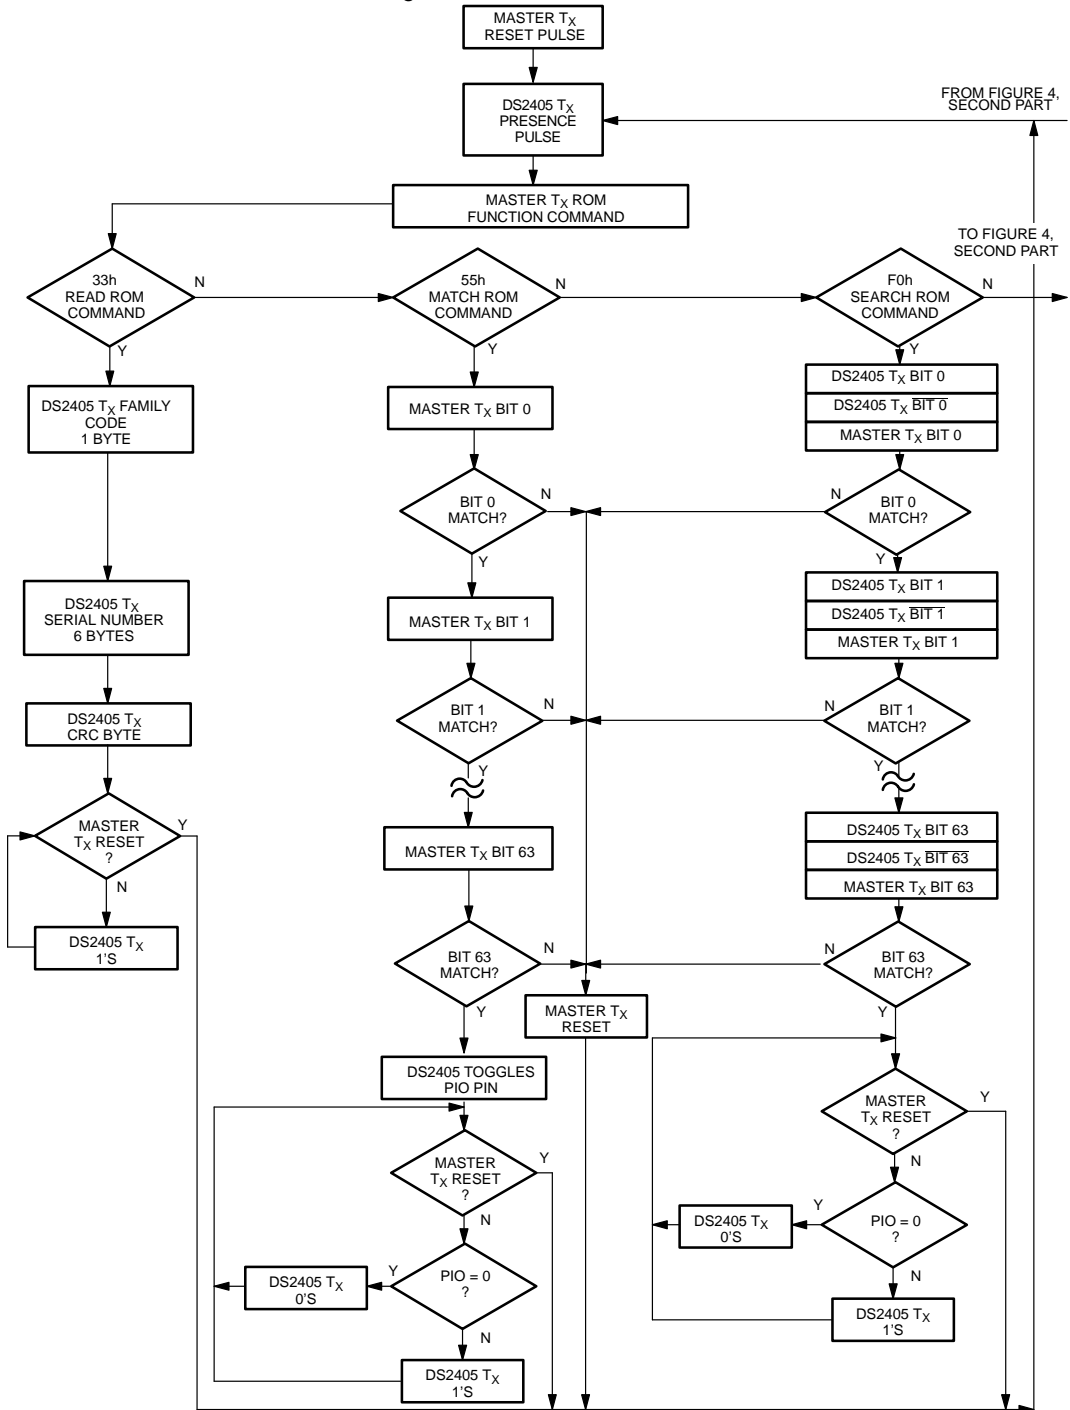 MASTER TX
RESET PULSE
DS2405 TX
PRESENCE
PULSE
FROM FIGURE 4,
SECOND PART
MASTER TX ROM
FUNCTION COMMAND
TO FIGURE 4,
SECOND PART
33h
READ ROM
COMMAND
N
Y
55h
MATCH ROM
COMMAND
N
Y
F0h
SEARCH ROM
COMMAND
N
Y
DS2405 TX FAMILY
CODE
1 BYTE
DS2405 TX
SERIAL NUMBER
6 BYTES
DS2405 TX
CRC BYTE
MASTER
TX RESET
?
Y
N
DS2405 TX
1'S
MASTER TX BIT 0
BIT 0
MATCH?
N
Y
MASTER TX BIT 1
BIT 1
MATCH?
N
Y
MASTER TX BIT 63
BIT 63
MATCH?
N
Y
MASTER TX
RESET
DS2405 TOGGLES
PIO PIN
MASTER
TX RESET
?
Y
N
PIO = 0
?
Y
N
DS2405 TX
0'S
DS2405 TX
1'S
DS2405 TX BIT 0
DS2405 TX BIT 0
MASTER TX BIT 0
BIT 0
MATCH?
N
Y
DS2405 TX BIT 1
DS2405 TX BIT 1
MASTER TX BIT 1
BIT 1
MATCH?
N
Y
DS2405 TX BIT 63
DS2405 TX BIT 63
MASTER TX BIT 63
BIT 63
MATCH?
N
Y
MASTER
TX RESET
?
Y
N
PIO = 0
?
Y
N
DS2405 TX
0'S
DS2405 TX
1'S